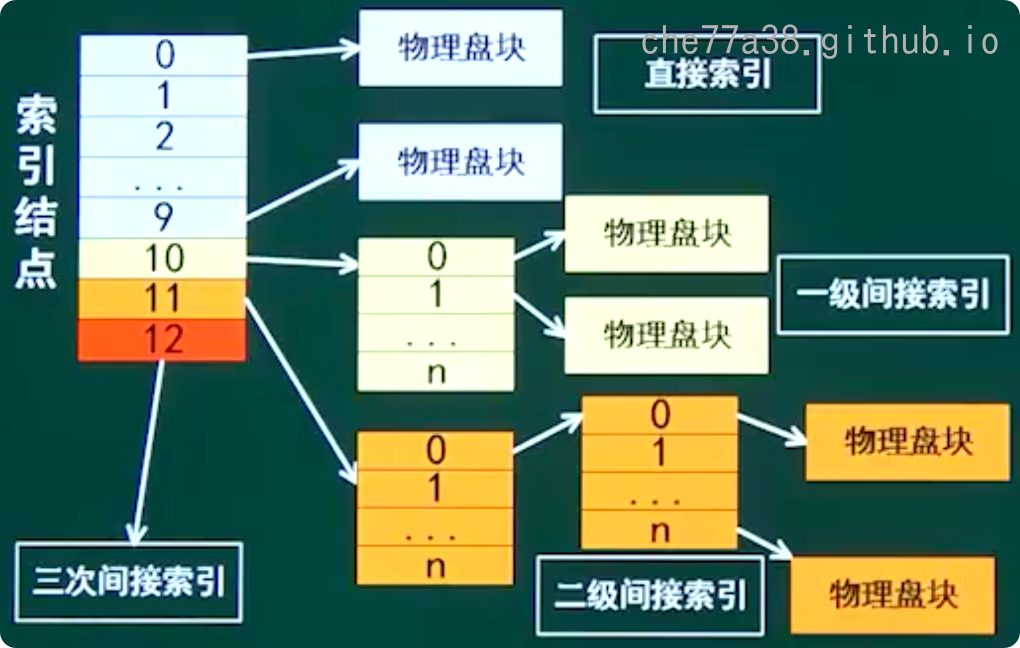 che77a38.github.io
索引结点
0
1
2
...
9
10
11
12
物理盘块
直接索引
物理盘块
0
1
...
n
物理盘块
物理盘块
一级间接索引
0
1
...
n
0
1
...
n
物理盘块
物理盘块
二级间接索引
三次间接索引